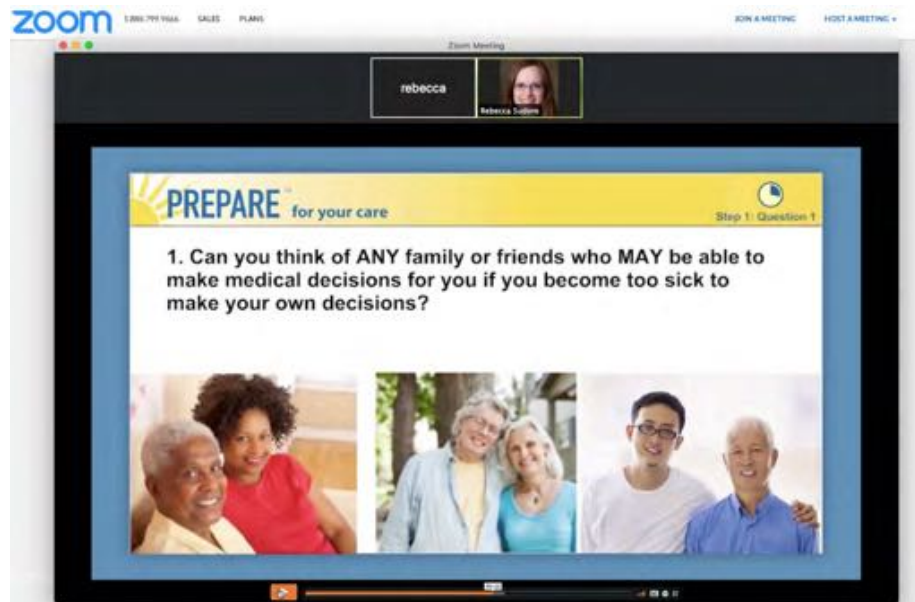 zoom
SALES PLANS
JOIN A MEETING HOST A MEETING
Zoom Meeting
rebecca
Rebecca
PREPARE™ for your care
Step 1: Question 1
1. Can you think of ANY family or friends who MAY be able to
make medical decisions for you if you become too sick to
make your own decisions?